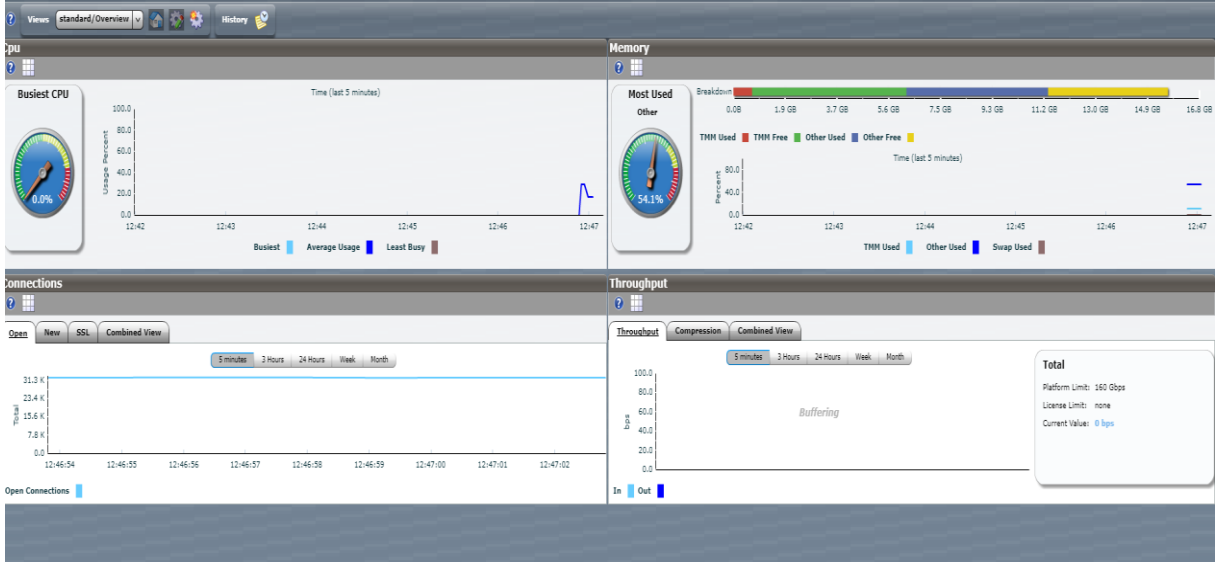 Views standard/Overview History
Cpu
Busiest CPU
0.0%
Time (last 5 minutes)
Usage Percent
100.0
80.0
60.0
40.0
20.0
0.0
12:42 12:43 12:44 12:45 12:46 12:47
Busiest Average Usage Least Busy
Memory
Most Used
Other
54.1%
Breakdown
0.0B 1.9 GB 3.7 GB 5.6 GB 7.5 GB 9.3 GB 11.2 GB 13.0 GB 14.9 GB 16.8 GB
TMM Used TMM Free Other Used Other Free
Time (last 5 minutes)
Percent
80.0
40.0
0.0
12:42 12:43 12:44 12:45 12:46 12:47
TMM Used Other Used Swap Used
Connections
Open New SSL Combined View
5 minutes 3 Hours 24 Hours Week Month
Total
31.3 K
23.4 K
15.6 K
7.8 K
0.0
12:46:54 12:46:55 12:46:56 12:46:57 12:46:58 12:46:59 12:47:00 12:47:01 12:47:02
Open Connections
Throughput
Throughput Compression Combined View
5 minutes 3 Hours 24 Hours Week Month
bps
100.0
80.0
60.0
40.0
20.0
0.0
Buffering
In Out
Total
Platform Limit: 160 Gbps
License Limit: none
Current Value: 0 bps